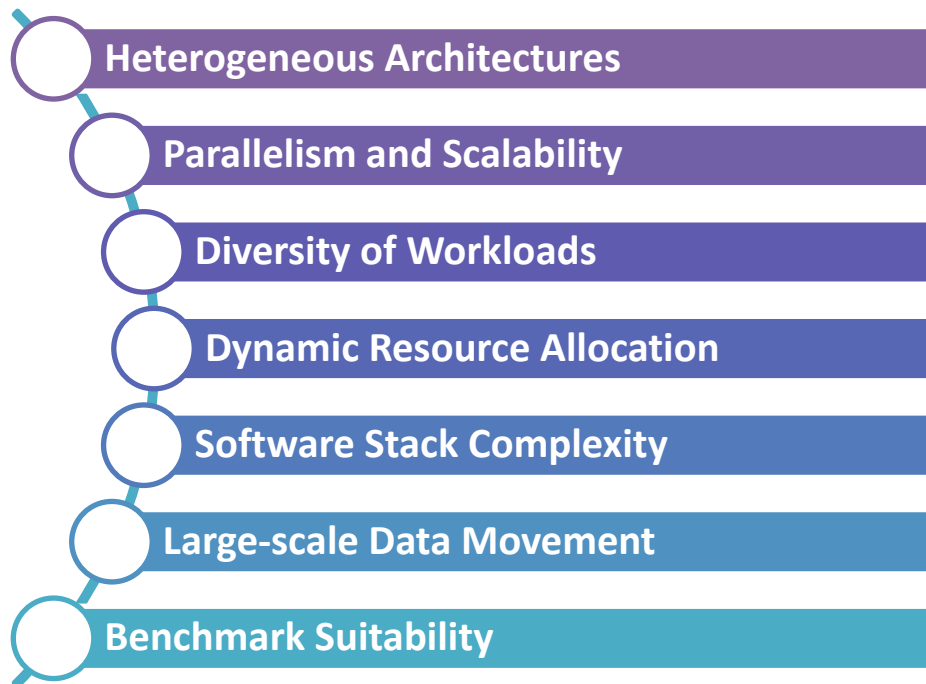 Heterogeneous Architectures
Parallelism and Scalability
Diversity of Workloads
Dynamic Resource Allocation
Software Stack Complexity
Large-scale Data Movement
Benchmark Suitability